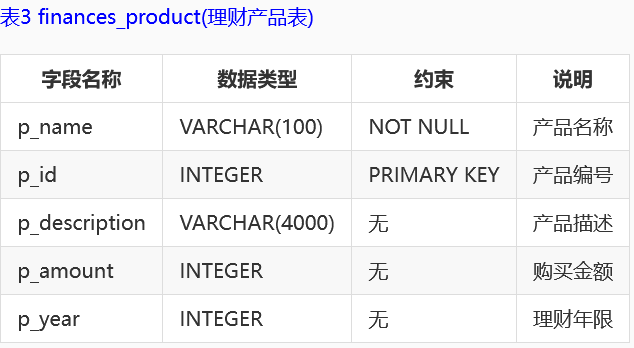 表3 finances_product(理财产品表)
字段名称 数据类型 约束 说明
p_name VARCHAR(100) NOT NULL 产品名称
p_id INTEGER PRIMARY KEY 产品编号
p_description VARCHAR(4000) 无 产品描述
p_amount INTEGER 无 购买金额
p_year INTEGER 无 理财年限